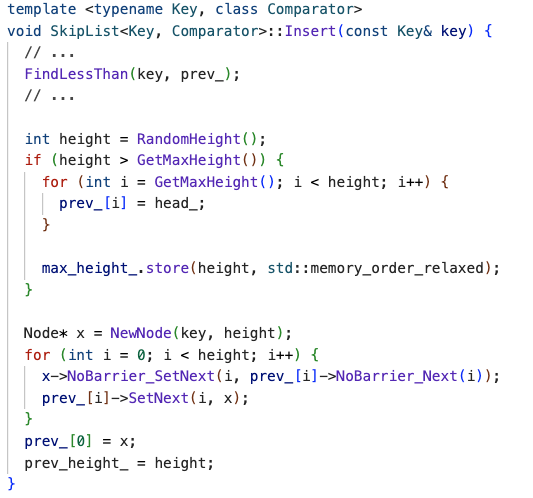 template <typename Key, class Comparator>
void SkipList<Key, Comparator>::Insert(const Key& key) {
  // ...
  FindLessThan(key, prev_);
  // ...

  int height = RandomHeight();
  if (height > GetMaxHeight()) {
    for (int i = GetMaxHeight(); i < height; i++) {
      prev_[i] = head_;
    }

    max_height_.store(height, std::memory_order_relaxed);
  }

  Node* x = NewNode(key, height);
  for (int i = 0; i < height; i++) {
    x->NoBarrier_SetNext(i, prev_[i]->NoBarrier_Next(i));
    prev_[i]->SetNext(i, x);
  }
  prev_[0] = x;
  prev_height_ = height;
}